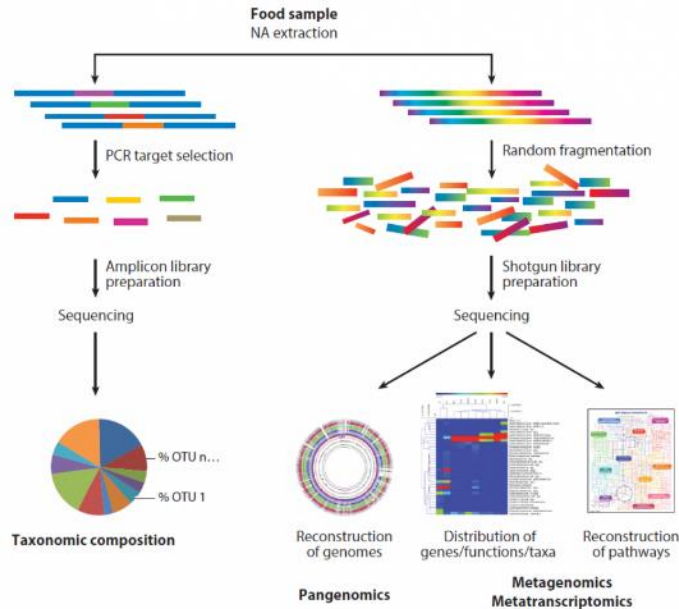 Food sample
NA extraction
PCR target selection
Random fragmentation
Amplicon library
preparation
Shotgun library
preparation
Sequencing
Sequencing
% OTU n...
% OTU 1
Taxonomic composition
Reconstruction
of genomes
Distribution of
genes/functions/taxa
Reconstruction
of pathways
Pangenomics
Metagenomics
Metatranscriptomics